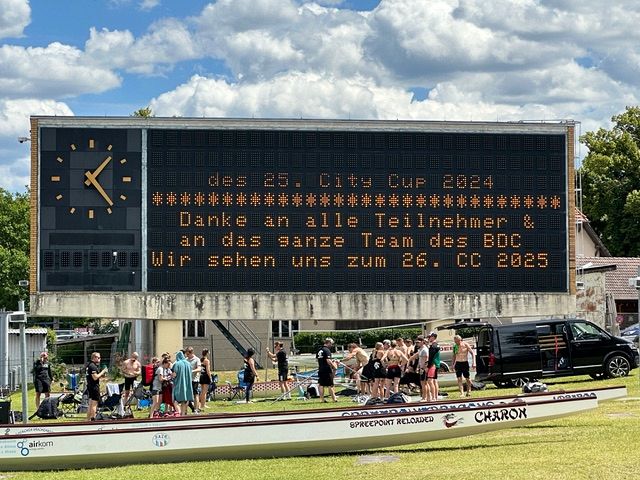 des 25. City Cup 2024
************************************
Danke an alle Teilnehmer &
an das ganze Team des BDC
Wir sehen uns zum 26. CC 2025
SPREEPOINT RELOADED CHARON
airkom